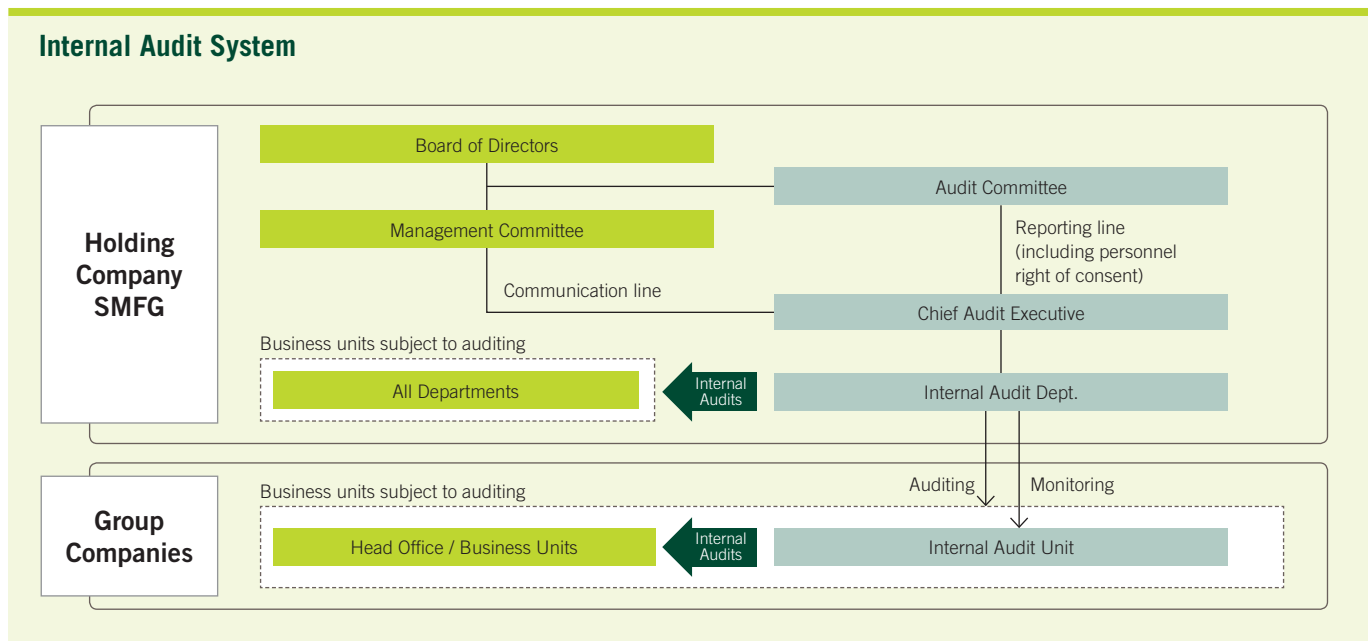 Internal Audit System
Holding
Company
SMFG
Board of Directors
Audit Committee
Management Committee
Reporting line
(including personnel
right of consent)
Communication line
Chief Audit Executive
Business units subject to auditing
All Departments
Internal
Audits
Internal Audit Dept.
Group
Companies
Business units subject to auditing
Auditing
Monitoring
Head Office / Business Units
Internal
Audits
Internal Audit Unit